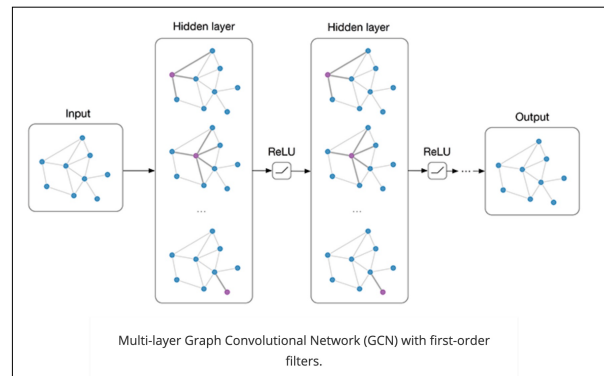 Hidden layer
Hidden layer
Input
Output
ReLU
ReLU
...
...
...
Multi-layer Graph Convolutional Network (GCN) with first-order
filters.